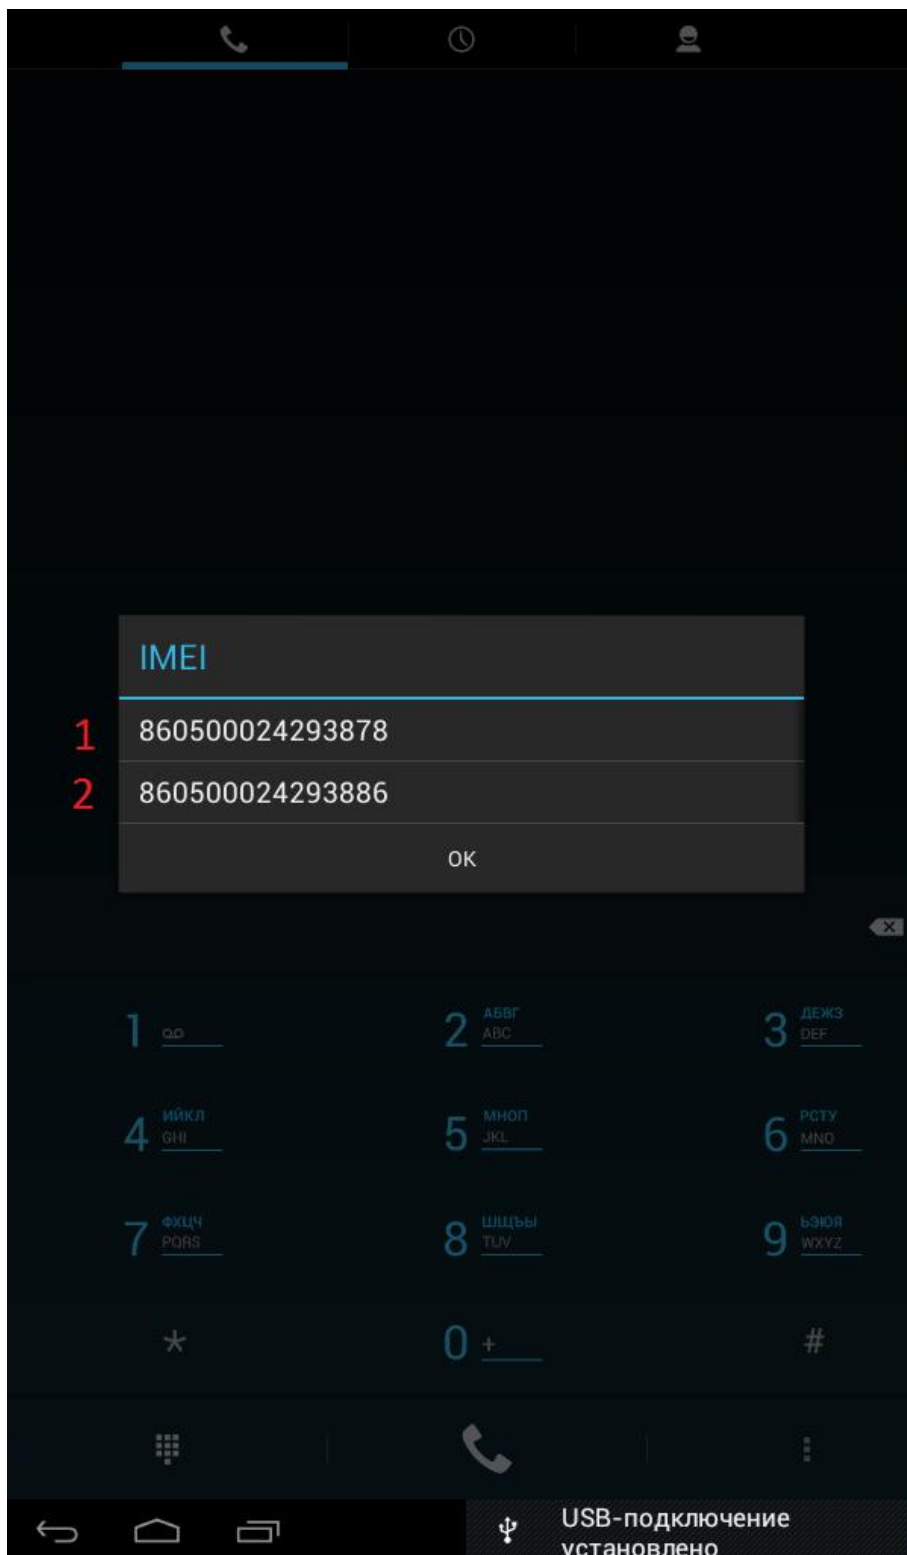 IMEI
1 860500024293878
2 860500024293886
OK
1 2 АБВГ ABC 3 ДЕЖЗ DEF
4 ИЙКЛ GHI 5 МНОП JKL 6 РСТУ MNO
7 ФХЦЧ PQRS 8 ШЩЪЫ TUV 9 ЬЭЮЯ WXYZ
* 0 + #
USB-подключение
установлено